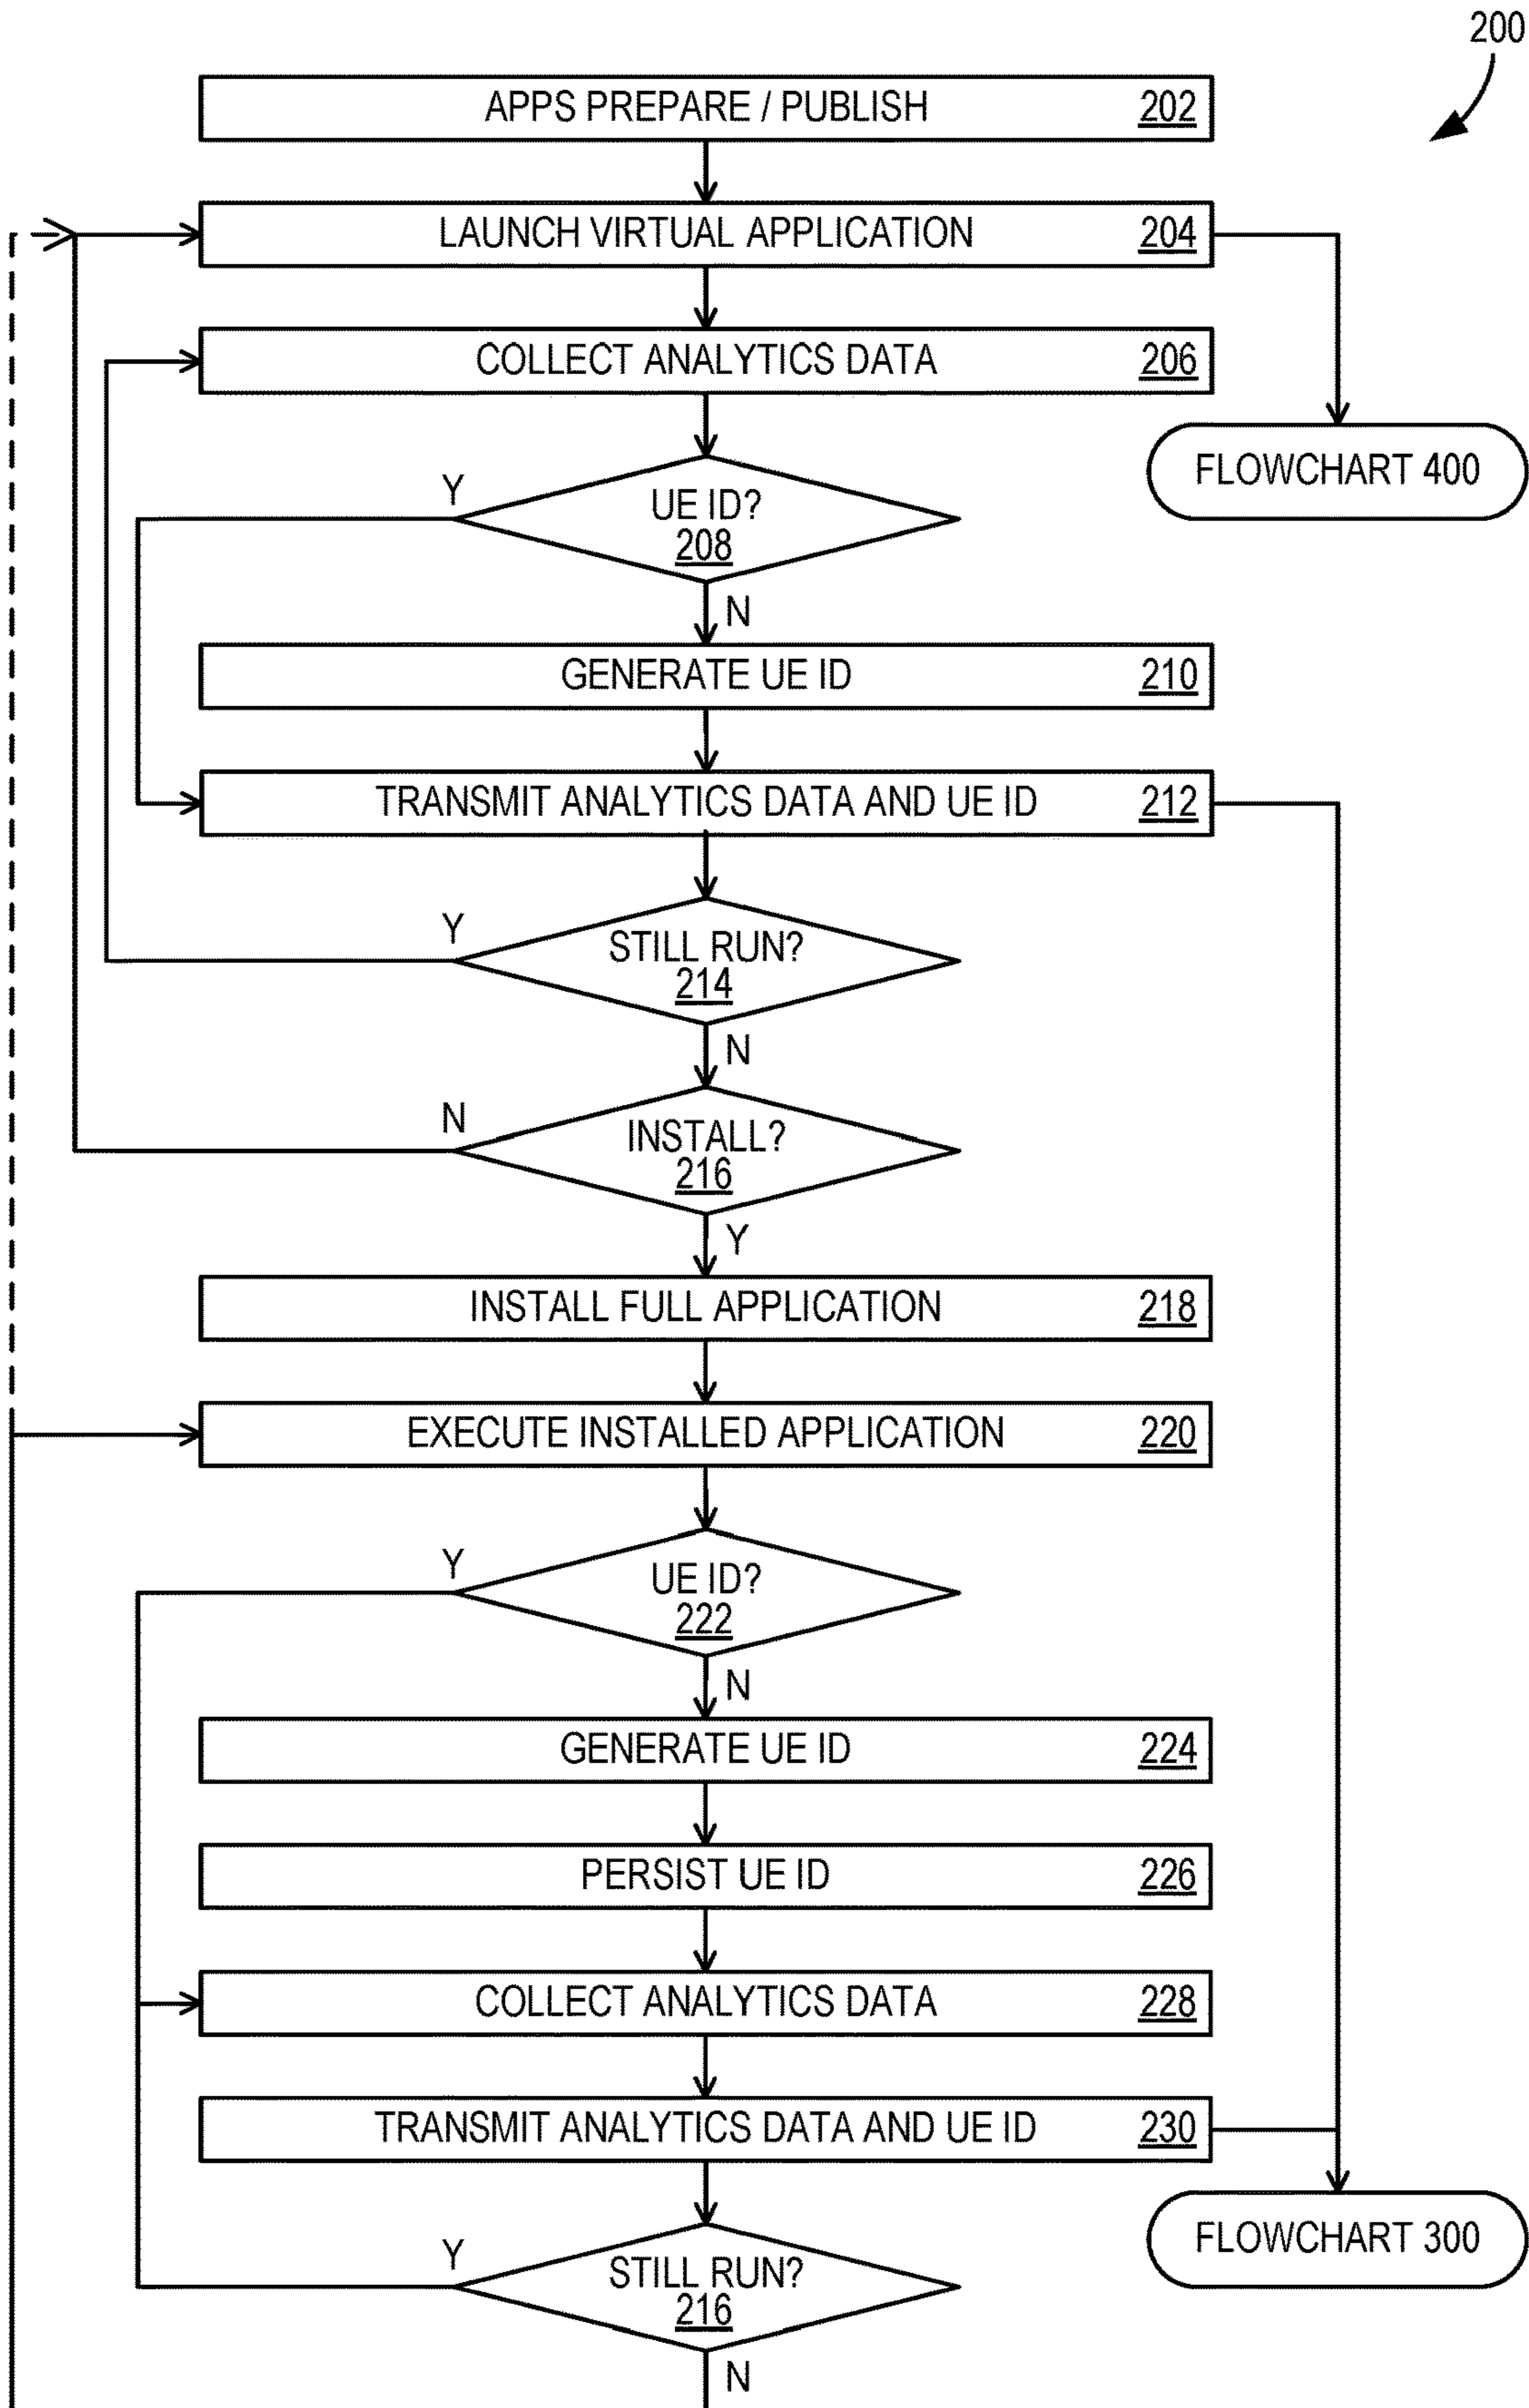 200
APPS PREPARE / PUBLISH 202
LAUNCH VIRTUAL APPLICATION 204
COLLECT ANALYTICS DATA 206
FLOWCHART 400
Y
UE ID?
208
N
GENERATE UE ID 210
TRANSMIT ANALYTICS DATA AND UE ID 212
Y
STILL RUN?
214
N
N
INSTALL?
216
Y
INSTALL FULL APPLICATION 218
EXECUTE INSTALLED APPLICATION 220
Y
UE ID?
222
N
GENERATE UE ID 224
PERSIST UE ID 226
COLLECT ANALYTICS DATA 228
TRANSMIT ANALYTICS DATA AND UE ID 230
FLOWCHART 300
Y
STILL RUN?
216
N